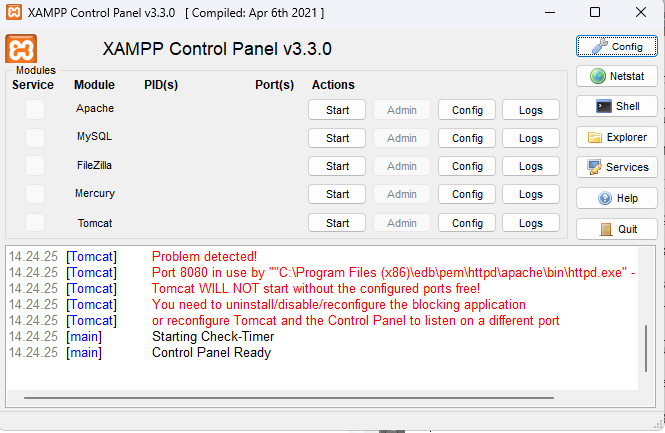 XAMPP Control Panel v3.3.0 [ Compiled: Apr 6th 2021 ]
XAMPP Control Panel v3.3.0
Config
Modules
Service Module PID(s) Port(s) Actions
Netstat
Apache Start Admin Config Logs
Shell
MySQL Start Admin Config Logs
Explorer
FileZilla Start Admin Config Logs
Services
Mercury Start Admin Config Logs
Help
Tomcat Start Admin Config Logs
Quit
14.24.25 [Tomcat] Problem detected!
14.24.25 [Tomcat] Port 8080 in use by ""C:\Program Files (x86)\edb\pem\httpd\apache\bin\httpd.exe" -
14.24.25 [Tomcat] Tomcat WILL NOT start without the configured ports free!
14.24.25 [Tomcat] You need to uninstall/disable/reconfigure the blocking application
14.24.25 [Tomcat] or reconfigure Tomcat and the Control Panel to listen on a different port
14.24.25 [main] Starting Check-Timer
14.24.25 [main] Control Panel Ready